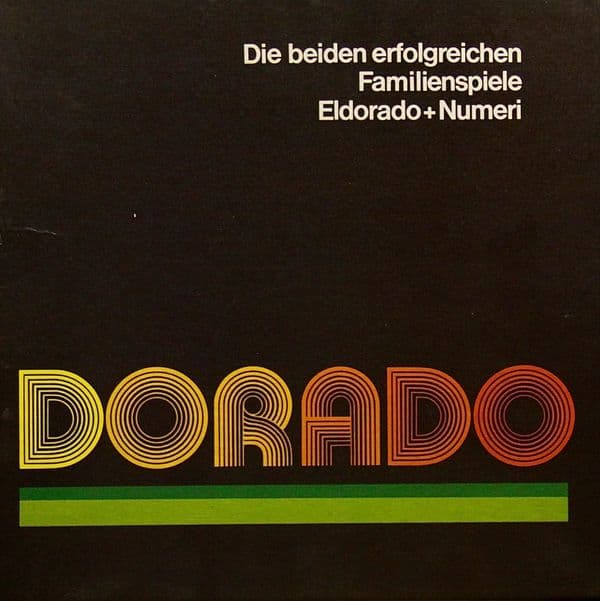 Die beiden erfolgreichen
Familienspiele
Eldorado+Numeri
DORADO